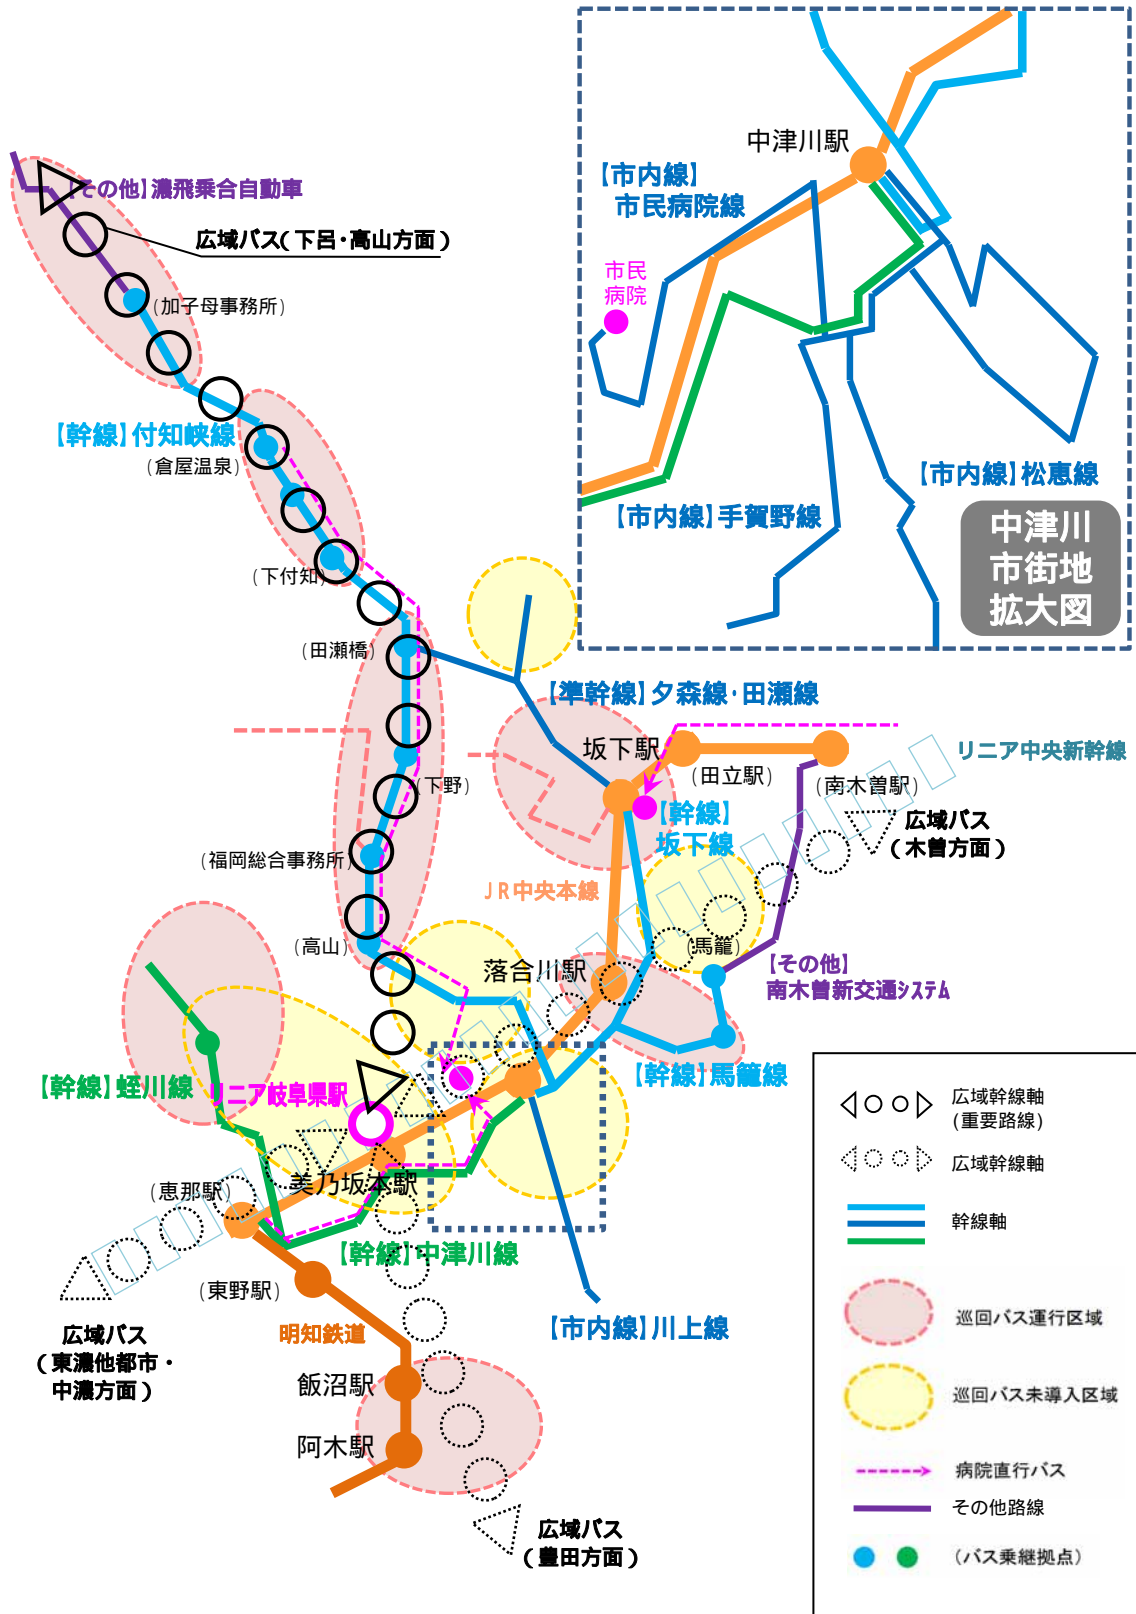 中津川駅
【市内線】
市民病院線
市民
病院
【市内線】松恵線
【市内線】手賀野線
中津川
市街地
拡大図
【その他】濃飛乗合自動車
広域バス(下呂・高山方面)
(加子母事務所)
【幹線】付知峡線
(倉屋温泉)
(下付知)
(田瀬橋)
【準幹線】夕森線・田瀬線
坂下駅
(田立駅)
(南木曽駅)
リニア中央新幹線
(下野)
【幹線】
坂下線
広域バス
(木曽方面)
(福岡総合事務所)
JR中央本線
(高山)
(馬籠)
落合川駅
【その他】
南木曽新交通システム
【幹線】蛭川線
リニア岐阜県駅
【幹線】馬籠線
美乃坂本駅
(恵那駅)
【幹線】中津川線
(東野駅)
明知鉄道
【市内線】川上線
広域バス
(東濃他都市・
中濃方面)
飯沼駅
阿木駅
広域バス
(豊田方面)
広域幹線軸
(重要路線)
広域幹線軸
幹線軸
巡回バス運行区域
巡回バス未導入区域
病院直行バス
その他路線
(バス乗継拠点)